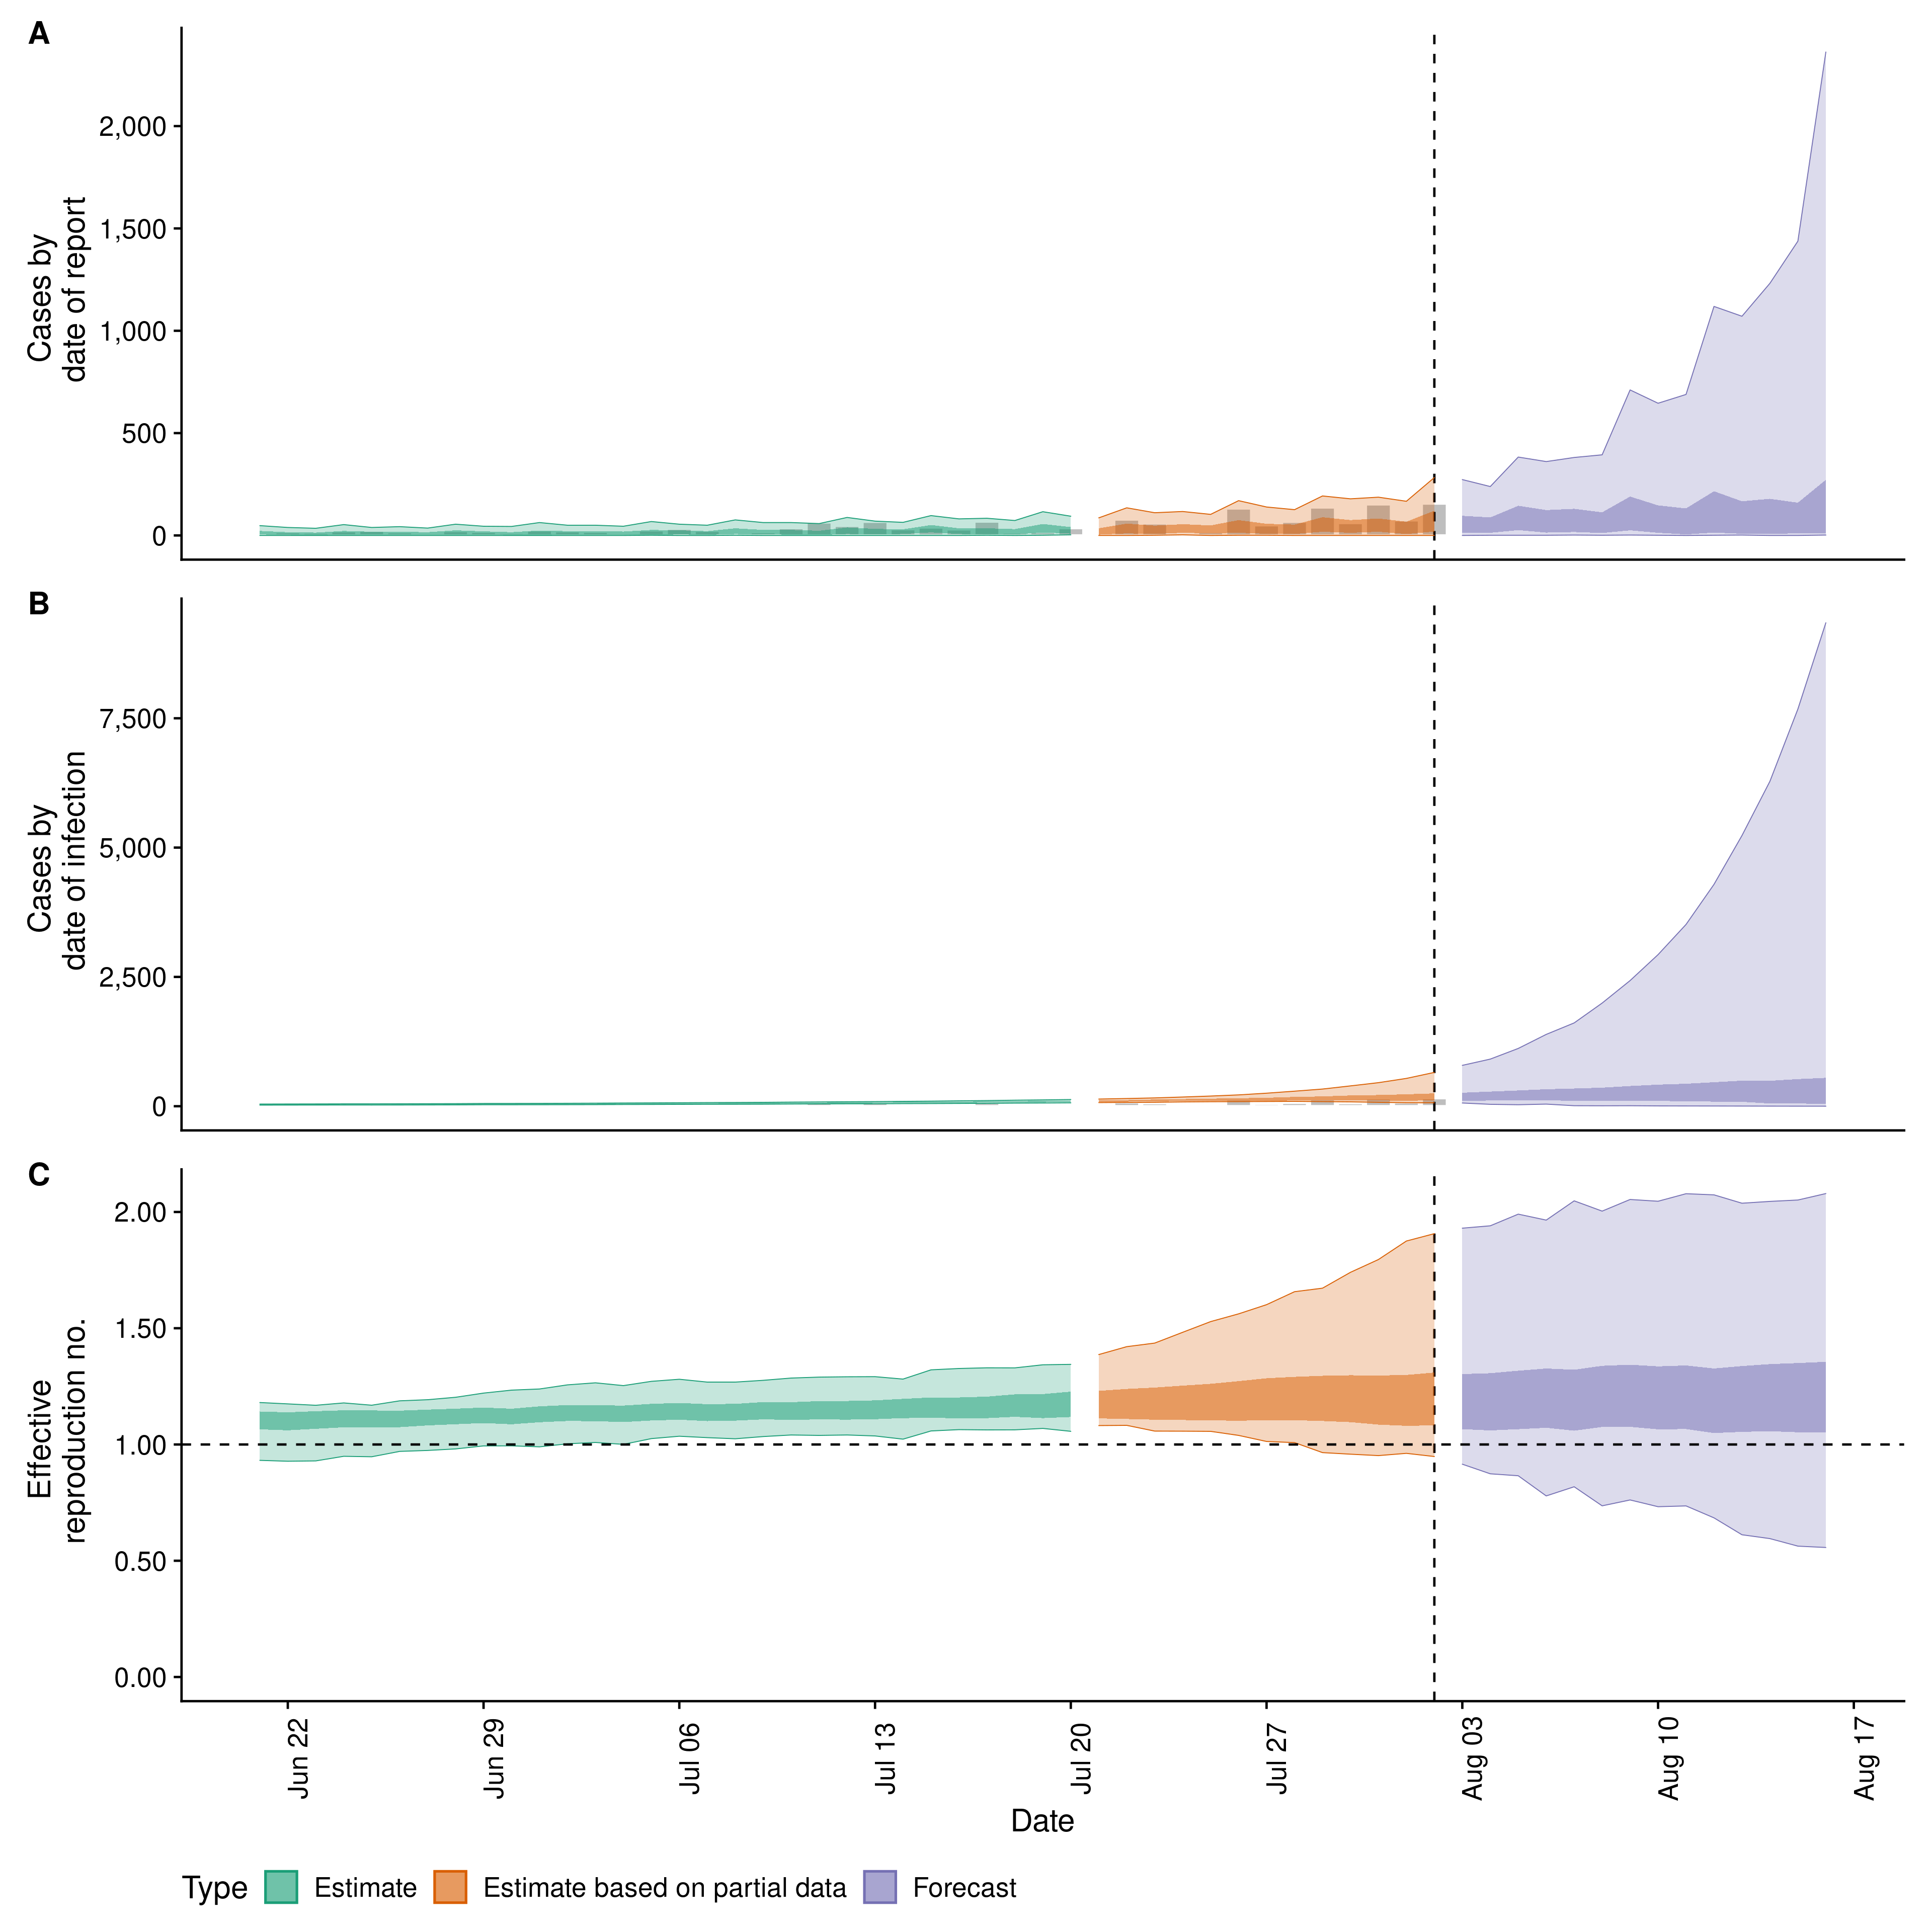 A
Cases by
date of report
2,000
1,500
1,000
500
0
B
Cases by
date of infection
7,500
5,000
2,500
0
C
Effective
reproduction no.
2.00
1.50
1.00
0.50
0.00
Jun 22
Jun 29
Jul 06
Jul 13
Jul 20
Jul 27
Aug 03
Aug 10
Aug 17
Date
Type Estimate Estimate based on partial data Forecast